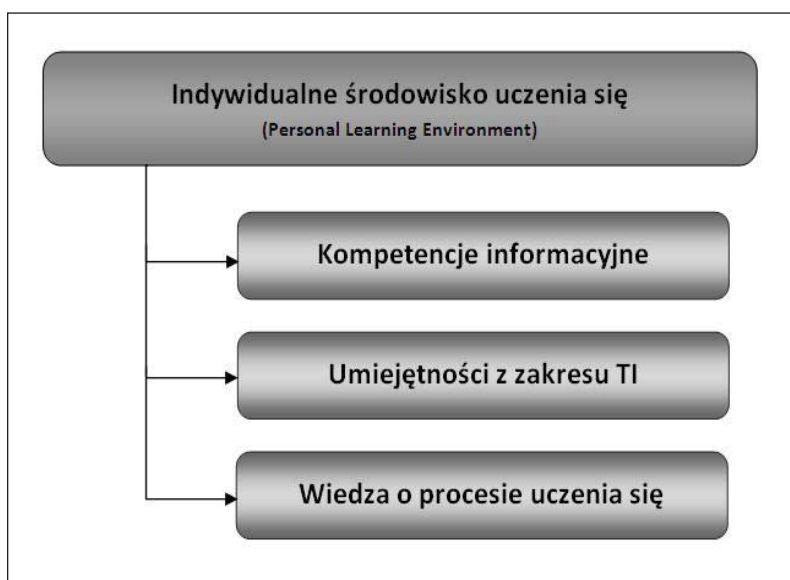 Indywidualne środowisko uczenia się
(Personal Learning Environment)
Kompetencje informacyjne
Umiejętności z zakresu TI
Wiedza o procesie uczenia się